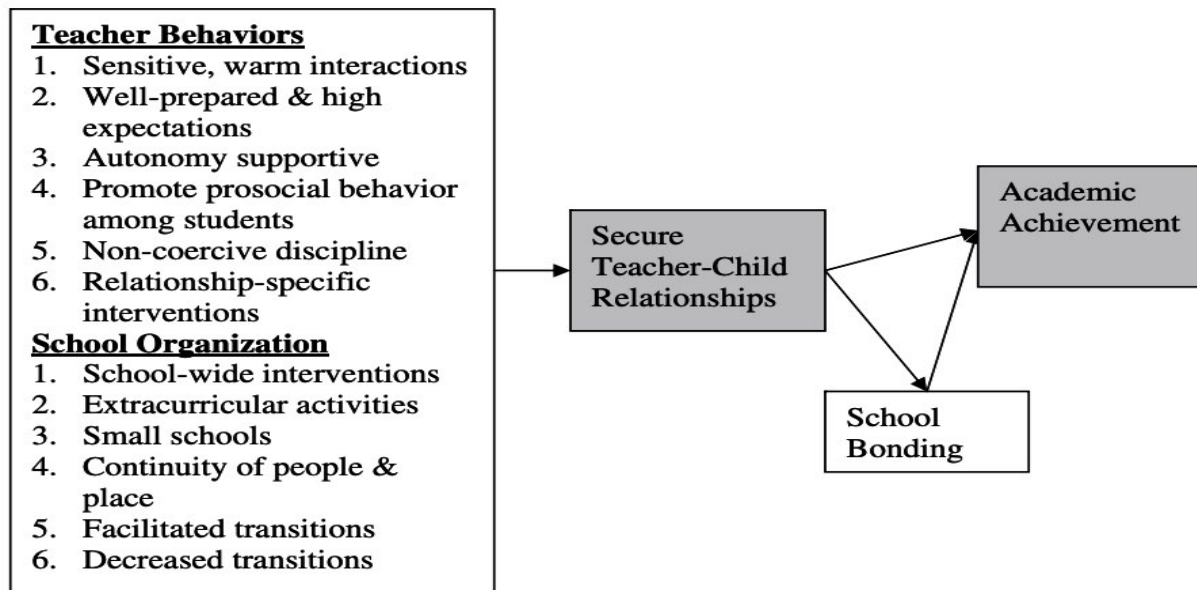 Teacher Behaviors
1. Sensitive, warm interactions
2. Well-prepared & high
expectations
3. Autonomy supportive
4. Promote prosocial behavior
among students
5. Non-coercive discipline
6. Relationship-specific
interventions
School Organization
1. School-wide interventions
2. Extracurricular activities
3. Small schools
4. Continuity of people &
place
5. Facilitated transitions
6. Decreased transitions
Secure
Teacher-Child
Relationships
Academic
Achievement
School
Bonding